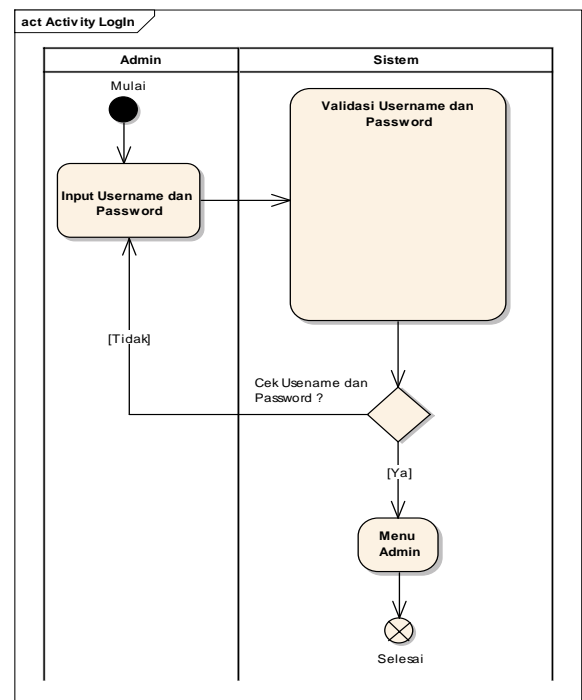 act Activity LogIn
Admin
Sistem
Mulai
Validasi Username dan
Password
Input Username dan
Password
[Tidak]
Cek Usename dan
Password ?
[Ya]
Menu
Admin
Selesai